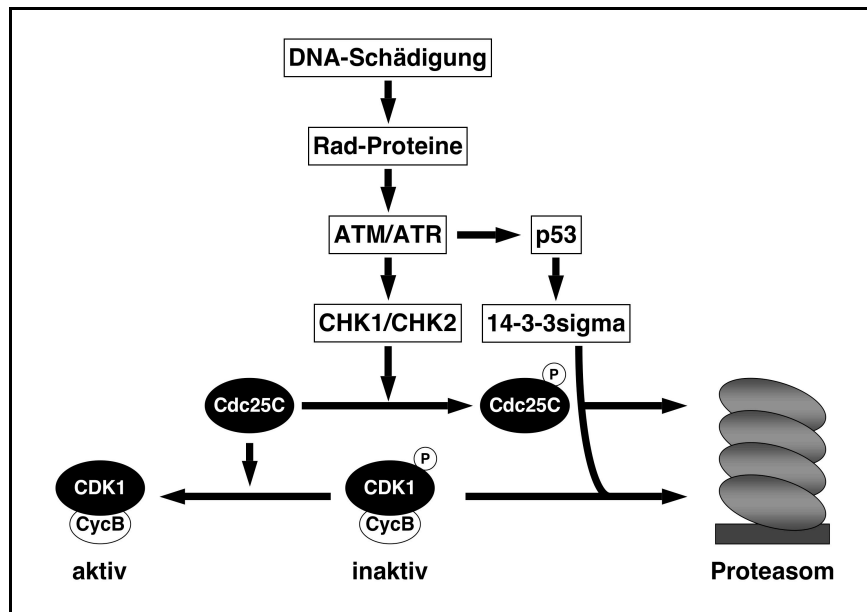 DNA-Schädigung
Rad-Proteine
ATM/ATR
p53
CHK1/CHK2
14-3-3sigma
P
Cdc25C
Cdc25C
P
CDK1
CDK1
CycB
CycB
aktiv
inaktiv
Proteasom